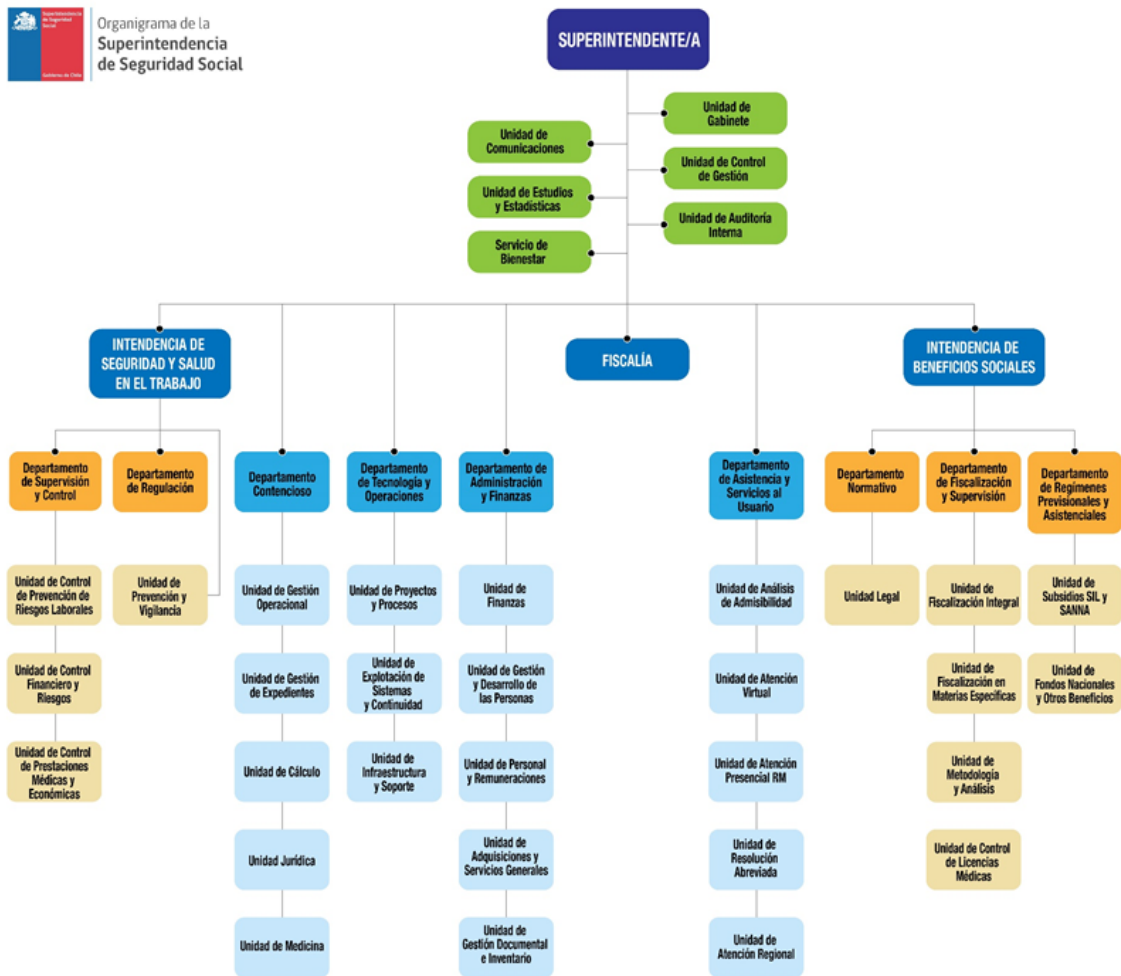 Superintendencia
de Seguridad
Social
Gobierno de Chile
Organigrama de la
Superintendencia
de Seguridad Social
SUPERINTENDENTE/A
Unidad de
Gabinete
Unidad de
Comunicaciones
Unidad de Control
de Gestión
Unidad de Estudios
y Estadísticas
Unidad de Auditoría
Interna
Servicio de
Bienestar
INTENDENCIA DE
SEGURIDAD Y SALUD
EN EL TRABAJO
FISCALÍA
INTENDENCIA DE
BENEFICIOS SOCIALES
Departamento
de Supervisión
y Control
Departamento
de Regulación
Departamento
Contencioso
Departamento
de Tecnología y
Operaciones
Departamento de
Administración
y Finanzas
Departamento
de Asistencia y
Servicios al
Usuario
Departamento
Normativo
Departamento
de Fiscalización
y Supervisión
Departamento
de Regímenes
Previsionales y
Asistenciales
Unidad de Control
de Prevención de
Riesgos Laborales
Unidad de
Prevención y
Vigilancia
Unidad de Gestión
Operacional
Unidad de Proyectos
y Procesos
Unidad de
Finanzas
Unidad de Análisis
de Admisibilidad
Unidad Legal
Unidad de
Fiscalización Integral
Unidad de
Subsidios SIL y
SANNA
Unidad de Control
Financiero y
Riesgos
Unidad de Gestión
de Expedientes
Unidad de
Explotación de
Sistemas
y Continuidad
Unidad de Gestión
y Desarrollo de
las Personas
Unidad de Atención
Virtual
Unidad de
Fiscalización en
Materias Específicas
Unidad de
Fondos Nacionales
y Otros Beneficios
Unidad de Control
de Prestaciones
Médicas y
Económicas
Unidad de Cálculo
Unidad de
Infraestructura
y Soporte
Unidad de Personal
y Remuneraciones
Unidad de Atención
Presencial RM
Unidad de
Metodología
y Análisis
Unidad Jurídica
Unidad de
Adquisiciones y
Servicios Generales
Unidad de
Resolución
Abreviada
Unidad de Control
de Licencias
Médicas
Unidad de Medicina
Unidad de
Gestión Documental
e Inventario
Unidad de
Atención Regional